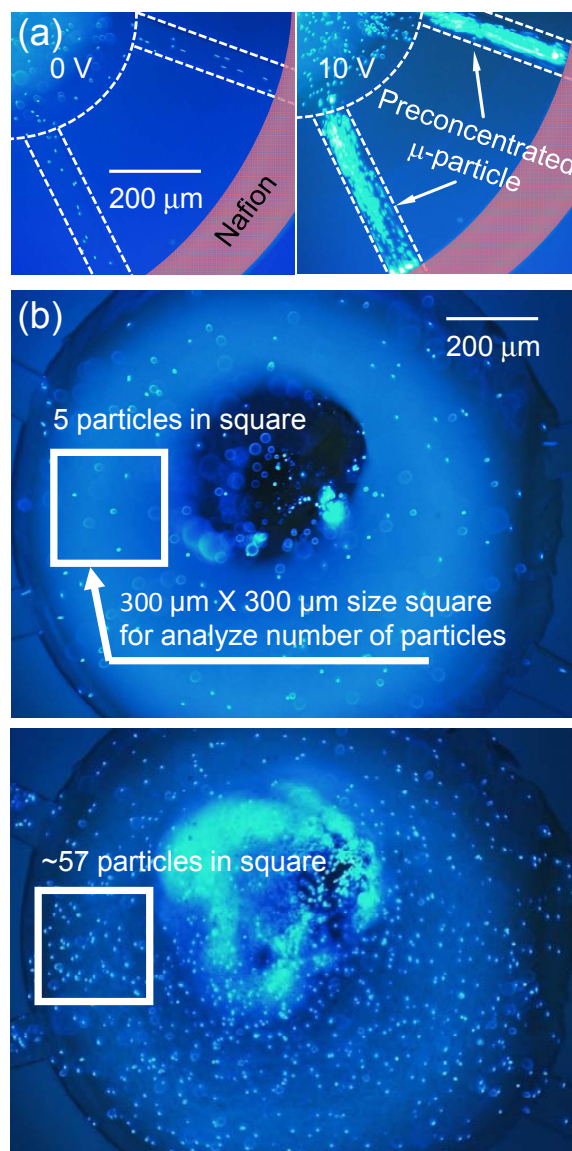 (a)
0 V
200 μm
Nafion
10 V
Preconcentrated
μ-particle
(b)
200 μm
5 particles in square
300 μm X 300 μm size square
for analyze number of particles
~57 particles in square